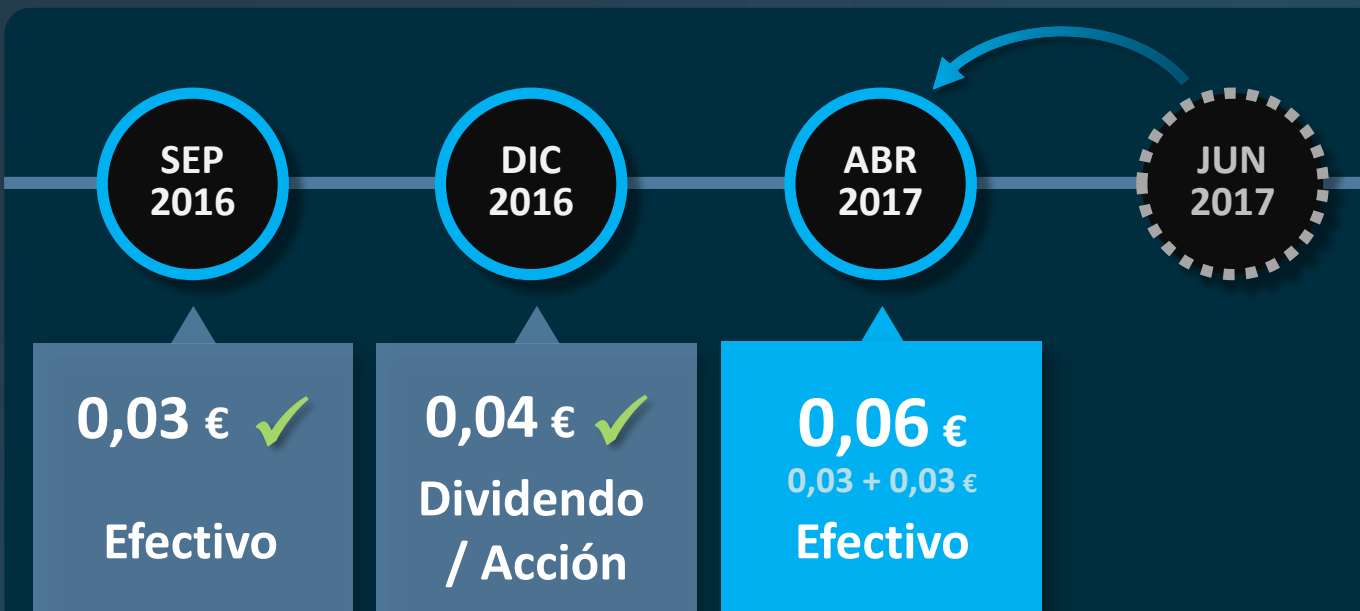 SEP
2016
DIC
2016
ABR
2017
JUN
2017
0,03 €
Efectivo
0,04 €
Dividendo
/ Acción
0,06 €
0,03 + 0,03 €
Efectivo